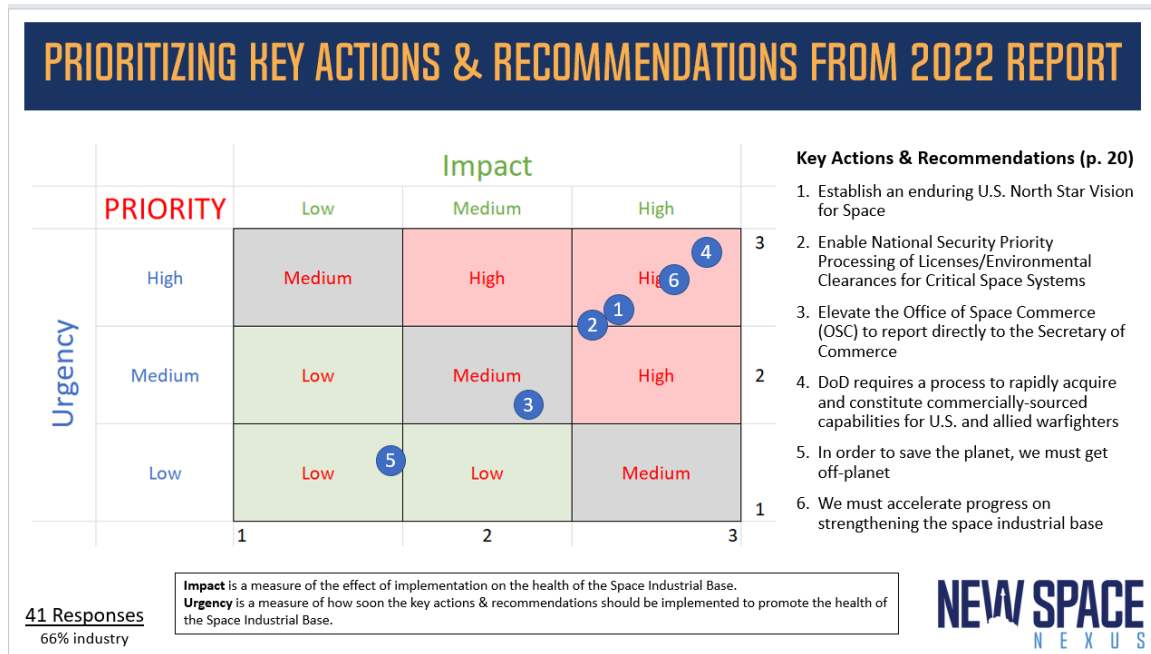 PRIORITIZING KEY ACTIONS & RECOMMENDATIONS FROM 2022 REPORT
Impact
PRIORITY
Low
Medium
High
Urgency
High
Medium
High
High
Medium
Low
Medium
High
Low
Low
Low
Medium
4
6
1
2
3
5
3
2
1
1
2
3
Key Actions & Recommendations (p. 20)
1. Establish an enduring U.S. North Star Vision
for Space
2. Enable National Security Priority
Processing of Licenses/Environmental
Clearances for Critical Space Systems
3. Elevate the Office of Space Commerce
(OSC) to report directly to the Secretary of
Commerce
4. DoD requires a process to rapidly acquire
and constitute commercially-sourced
capabilities for U.S. and allied warfighters
5. In order to save the planet, we must get
off-planet
6. We must accelerate progress on
strengthening the space industrial base
Impact is a measure of the effect of implementation on the health of the Space Industrial Base.
Urgency is a measure of how soon the key actions & recommendations should be implemented to promote the health of
the Space Industrial Base.
41 Responses
66% industry
NEW SPACE
NEXUS